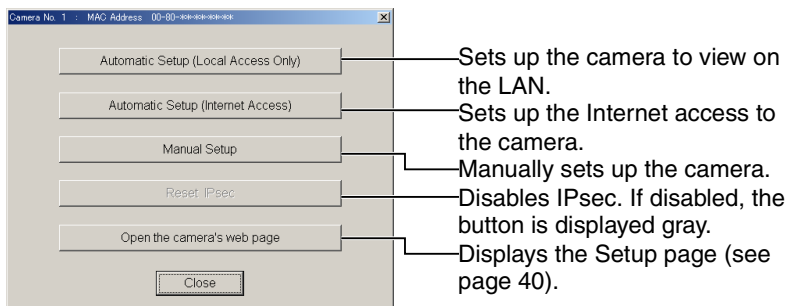 Camera No. 1 : MAC Address 00-80-**-**-**-**
Automatic Setup (Local Access Only)
Automatic Setup (Internet Access)
Manual Setup
Reset IPsec
Open the camera's web page
Close
Sets up the camera to view on
the LAN.
Sets up the Internet access to
the camera.
Manually sets up the camera.
Disables IPsec. If disabled, the
button is displayed gray.
Displays the Setup page (see
page 40).